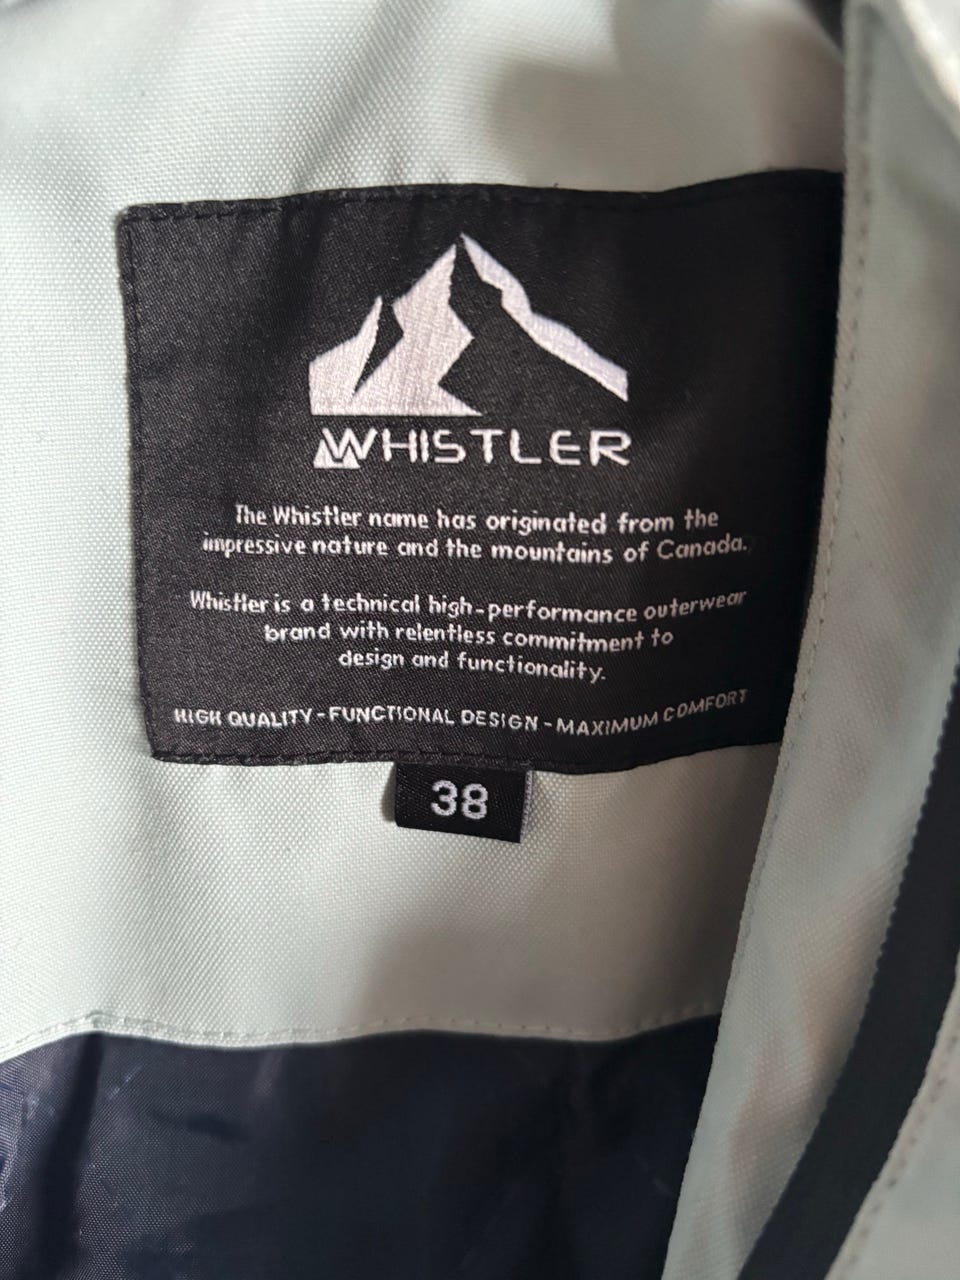 WHISTLER
The Whistler name has originated from the
impressive nature and the mountains of Canada.
Whistler is a technical high-performance outerwear
brand with relentless commitment to
design and functionality.
HIGH QUALITY - FUNCTIONAL DESIGN - MAXIMUM COMFORT
38